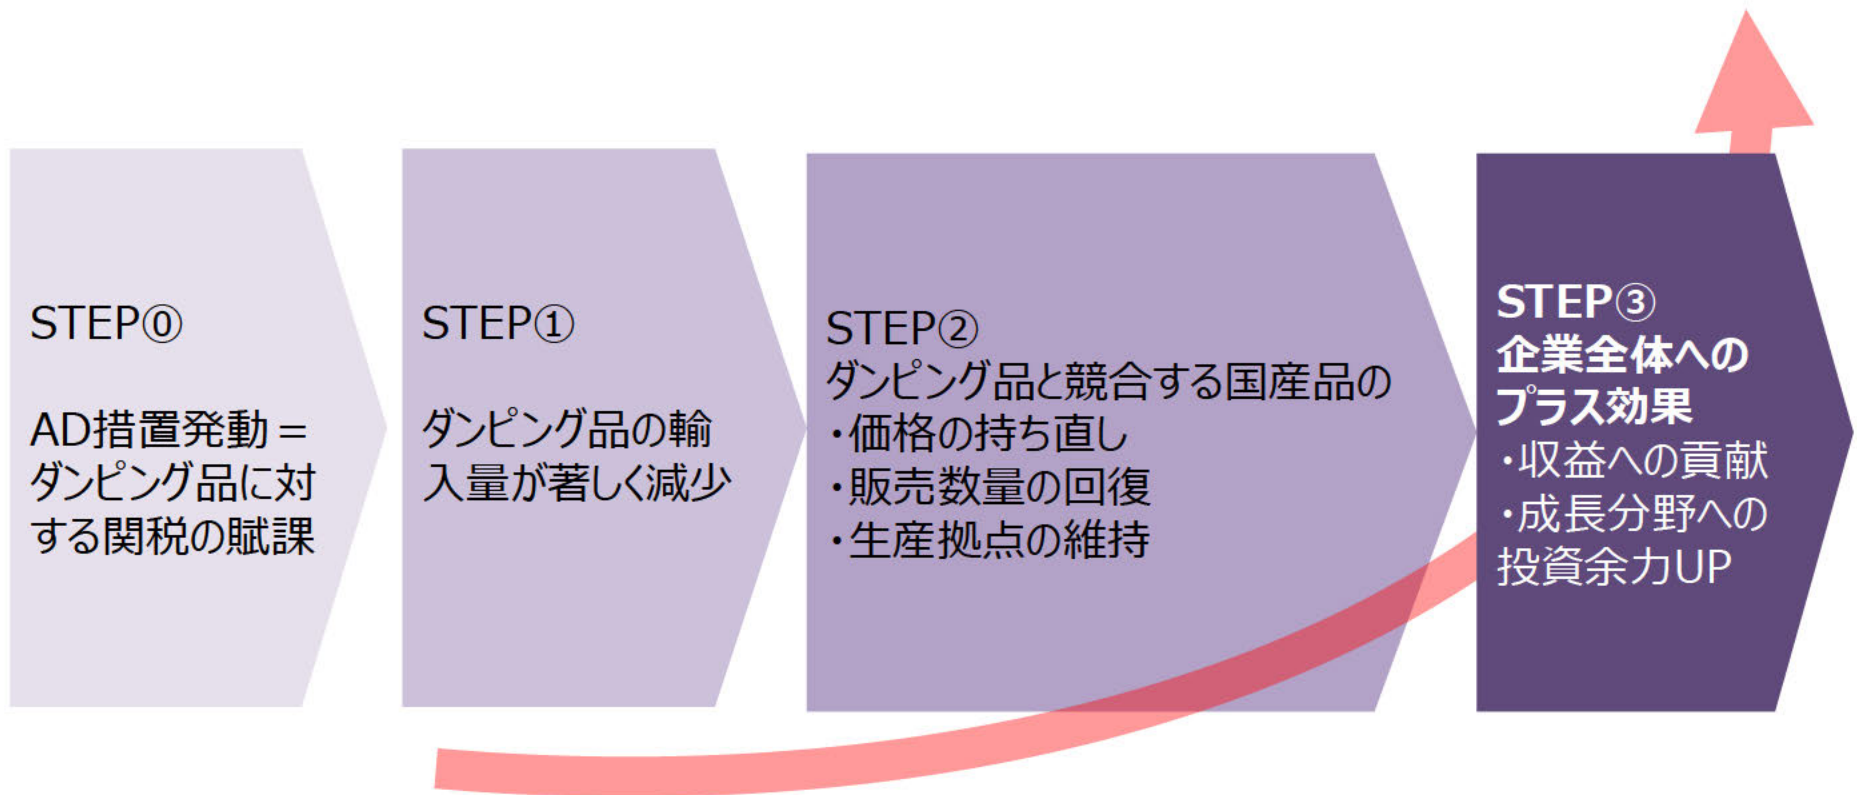 STEP⓪
AD措置発動＝
ダンピング品に対
する関税の賦課
STEP①
ダンピング品の輸
入量が著しく減少
STEP②
ダンピング品と競合する国産品の
・価格の持ち直し
・販売数量の回復
・生産拠点の維持
STEP③
企業全体への
プラス効果
・収益への貢献
・成長分野への
投資余力UP